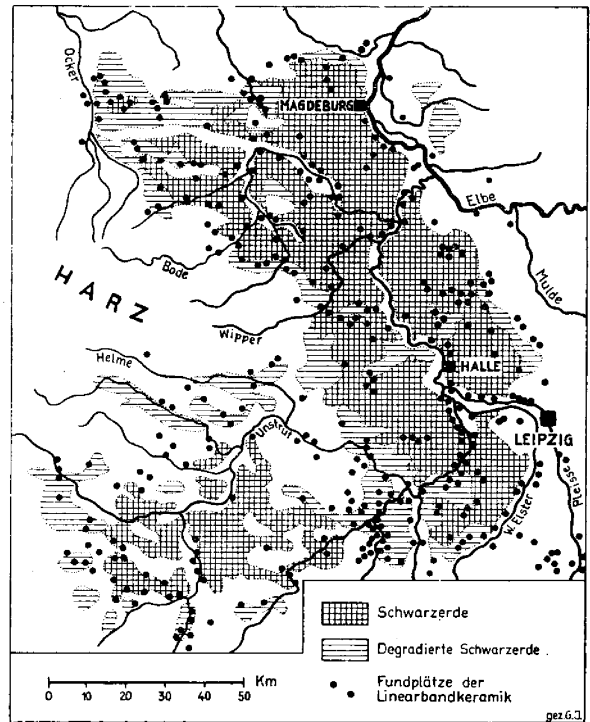 Ocker
MAGDEBURG
Elbe
Mulde
Bode
HARZ
Wipper
Helme
HALLE
Unstrut
LEIPZIG
W. Elster
Pleisse
Schwarzerde
Degradierte Schwarzerde
Km
0 10 20 30 40 50
Fundplätze der
Linearbandkeramik
gez.G.J.